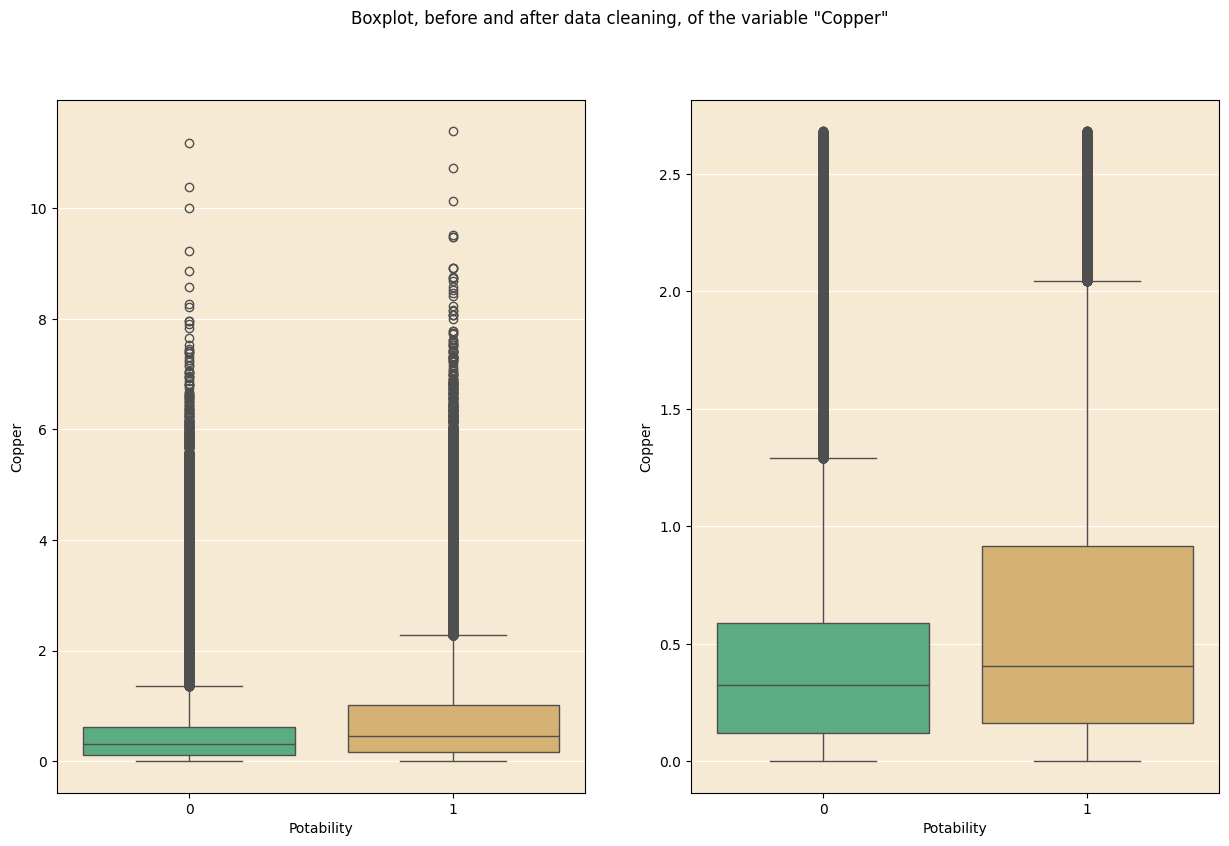 Boxplot, before and after data cleaning, of the variable "Copper"
10
8
6
4
2
0
Copper
0 1
Potability
2.5
2.0
1.5
1.0
0.5
0.0
Copper
0 1
Potability